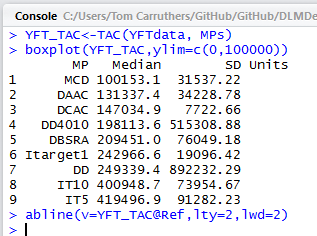 Console C:/Users/Tom Carruthers/GitHub/GitHub/DLMDe
> YFT_TAC<-TAC(YFTdata, MPs)
> boxplot(YFT_TAC,ylim=c(0,100000))
MP Median SD Units
1 MCD 100153.1 31537.22
2 DAAC 131337.4 34228.78
3 DCAC 147034.9 7722.66
4 DD4010 198113.6 515308.88
5 DBSRA 209451.0 76049.18
6 Itarget1 242966.6 19096.42
7 DD 249339.4 892232.29
8 IT10 400948.7 73954.67
9 IT5 419496.9 91282.23
> abline(v=YFT_TAC@Ref,lty=2,lwd=2)
>